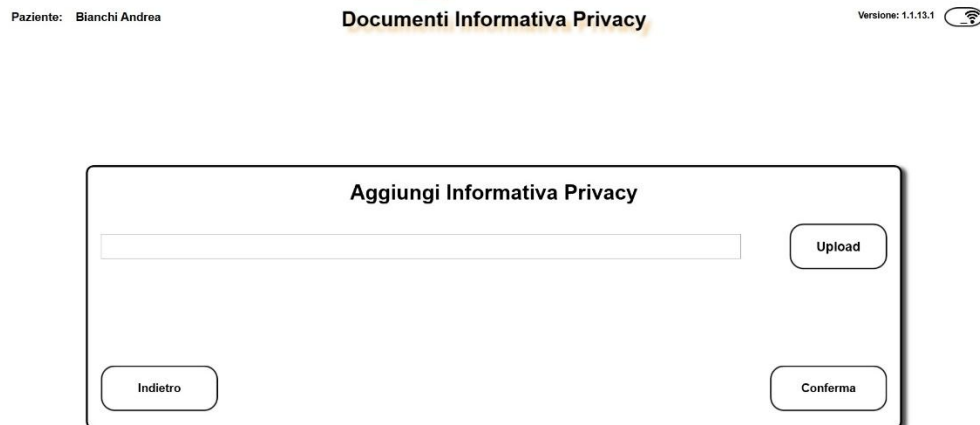 Paziente: Bianchi Andrea
Documenti Informativa Privacy
Versione: 1.1.13.1
Aggiungi Informativa Privacy
Upload
Indietro
Conferma